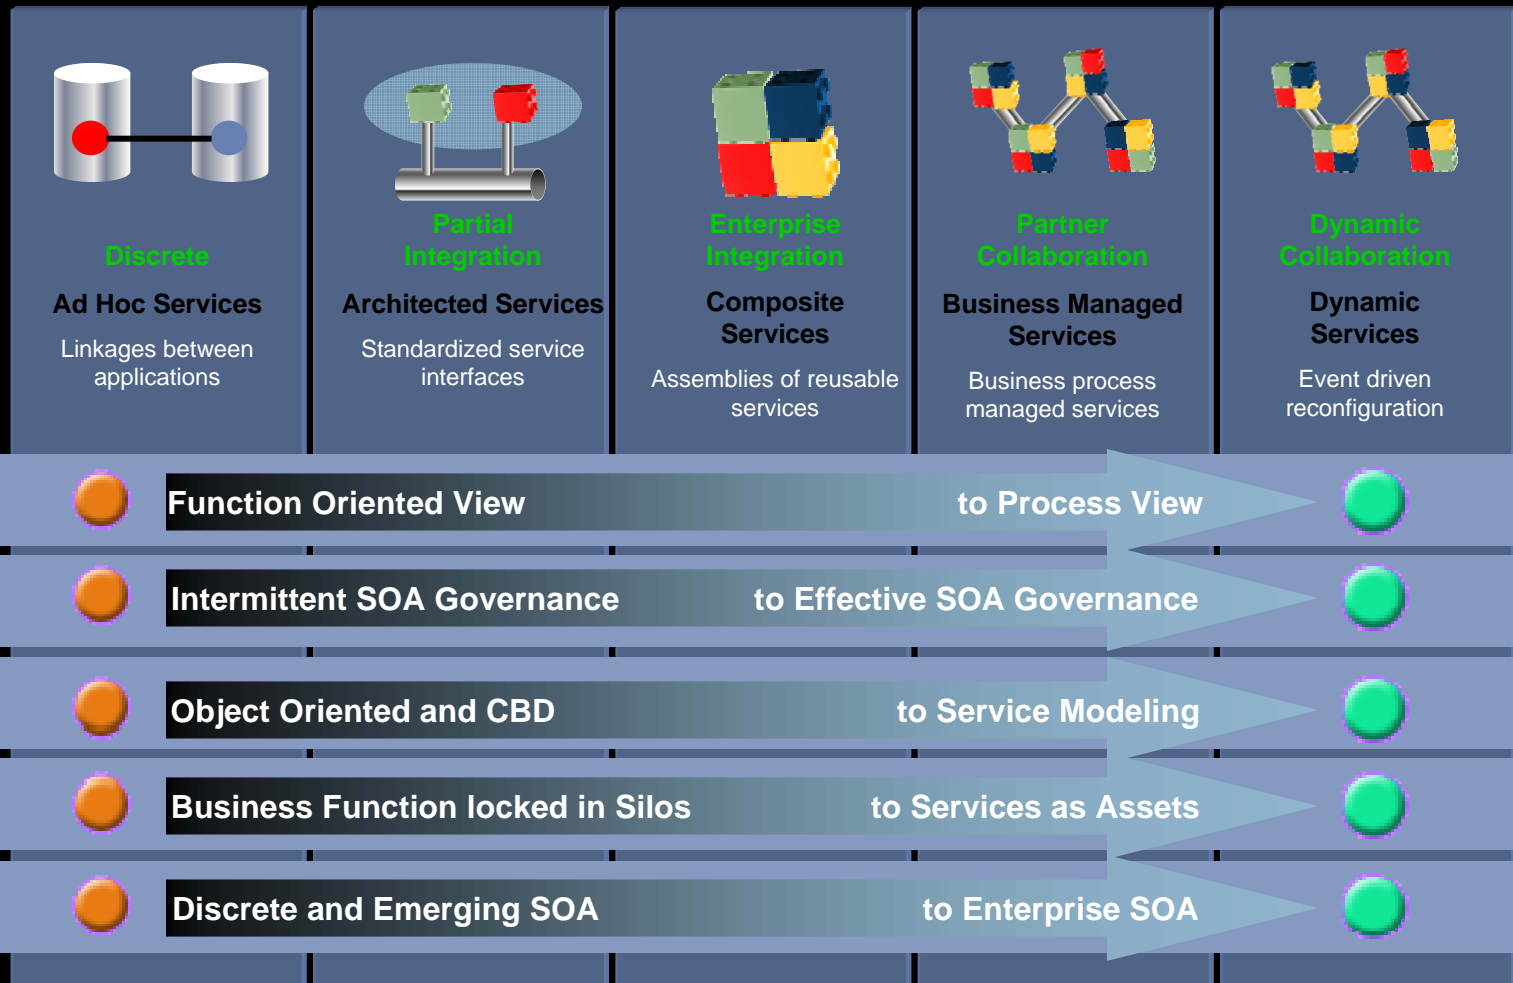 Discrete
Ad Hoc Services
Linkages between
applications
Partial
Integration
Architected Services
Standardized service
interfaces
Enterprise
Integration
Composite
Services
Assemblies of reusable
services
Partner
Collaboration
Business Managed
Services
Business process
managed services
Dynamic
Collaboration
Dynamic
Services
Event driven
reconfiguration
Function Oriented View to Process View
Intermittent SOA Governance to Effective SOA Governance
Object Oriented and CBD to Service Modeling
Business Function locked in Silos to Services as Assets
Discrete and Emerging SOA to Enterprise SOA